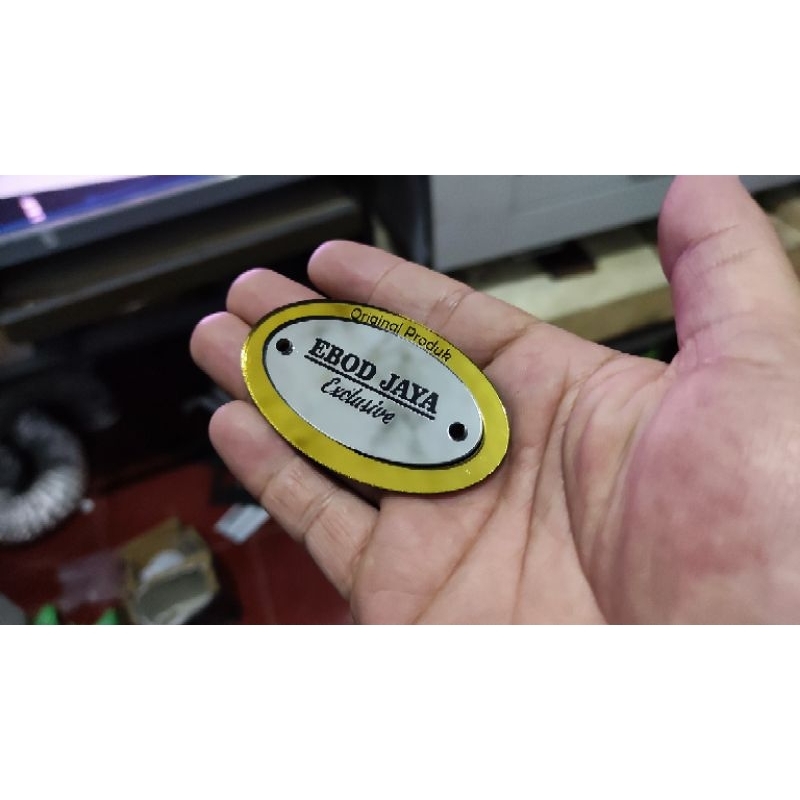 Original Produk
EBOD JAYA
Exclusive